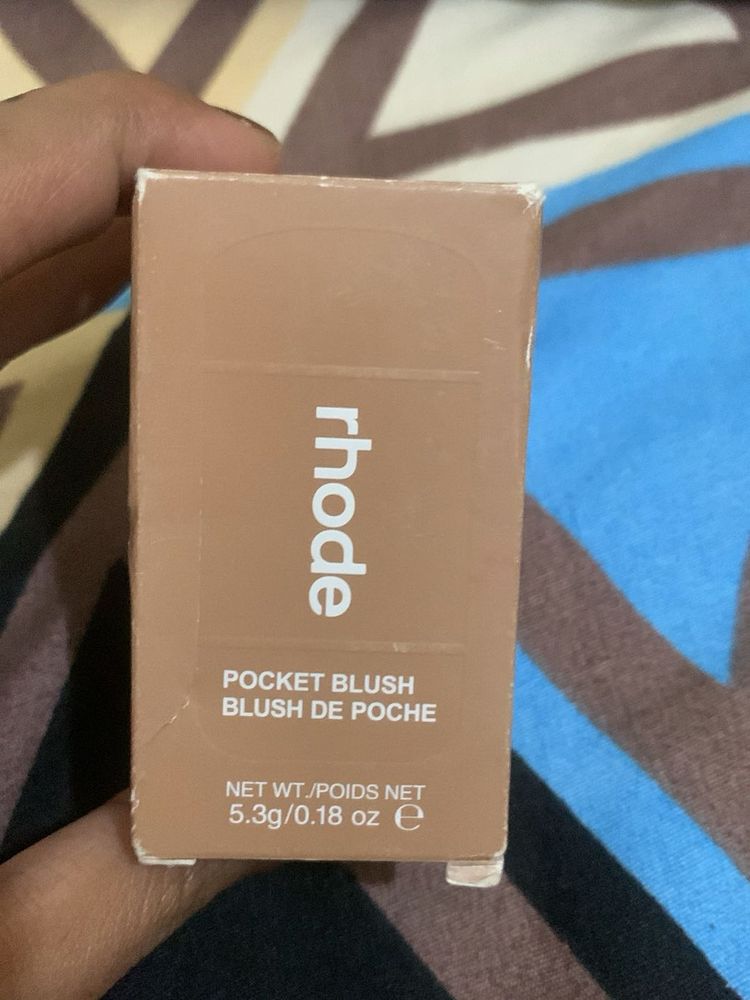 rhode
POCKET BLUSH
BLUSH DE POCHE
NET WT./POIDS NET
5.3g/0.18 oz ℮